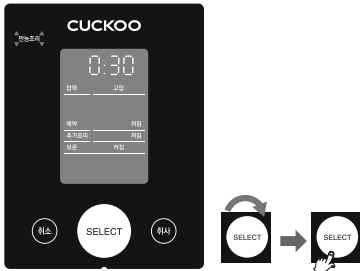 CUCKOO
만능조리
0:30
압력 고압
예약 꺼짐
추가요리 꺼짐
보온 켜짐
취소 SELECT 취사
SELECT SELECT